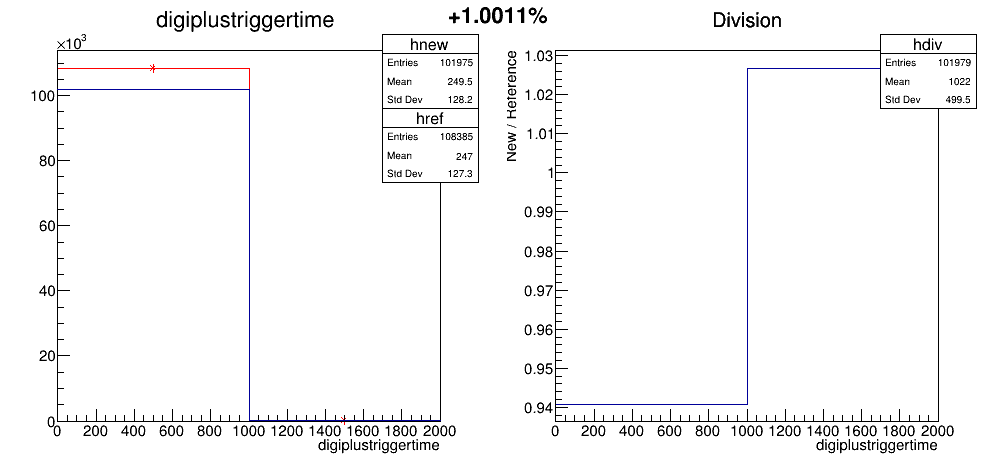 +1.0011%
digiplustriggertime
×10³
100
80
60
40
20
0
0 200 400 600 800 1000 1200 1400 1600 1800 2000
digiplustriggertime
hnew
Entries 101975
Mean 249.5
Std Dev 128.2
href
Entries 108385
Mean 247
Std Dev 127.3
Division
New / Reference
1.03
1.02
1.01
1
0.99
0.98
0.97
0.96
0.95
0.94
0 200 400 600 800 1000 1200 1400 1600 1800 2000
digiplustriggertime
hdiv
Entries 101979
Mean 1022
Std Dev 499.5